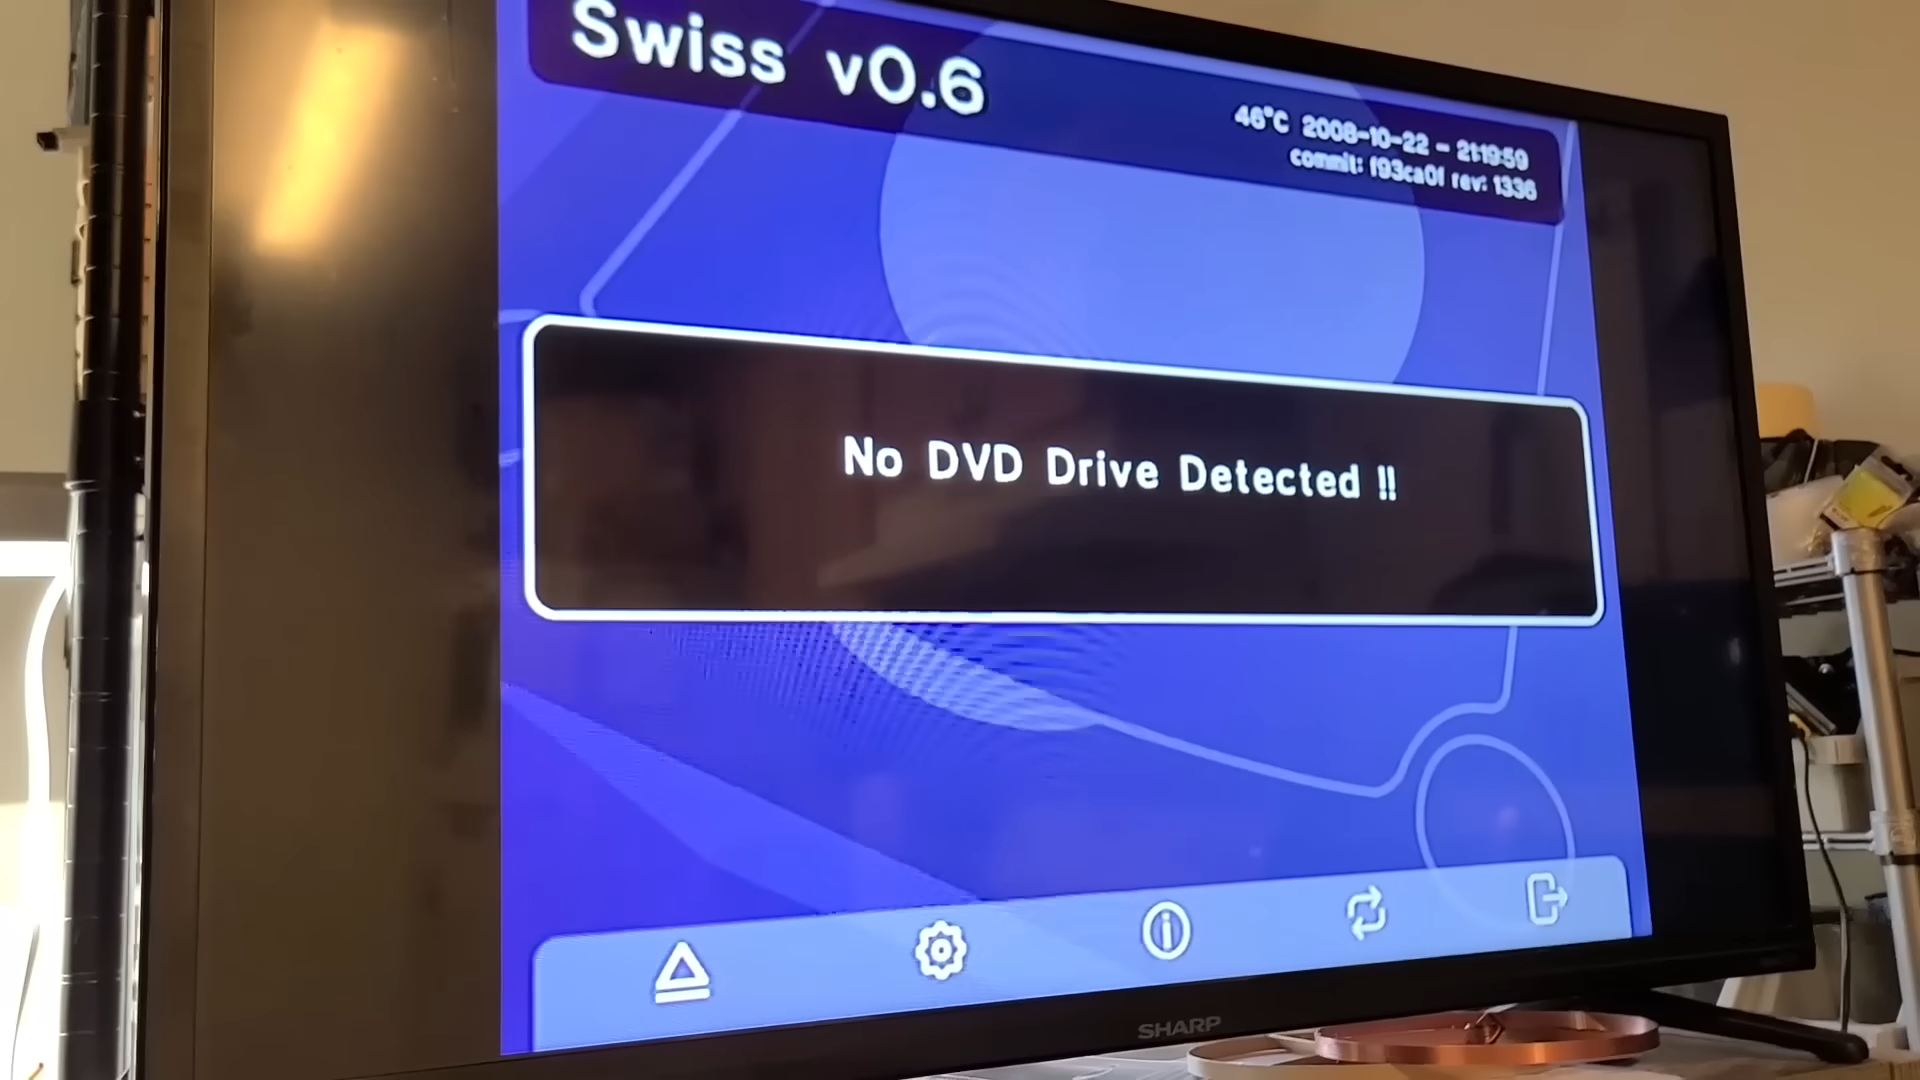 Swiss v0.6
46°C 2008-10-22 - 21:19:59
commit: f93ca0f rev: 1336
No DVD Drive Detected !!
SHARP